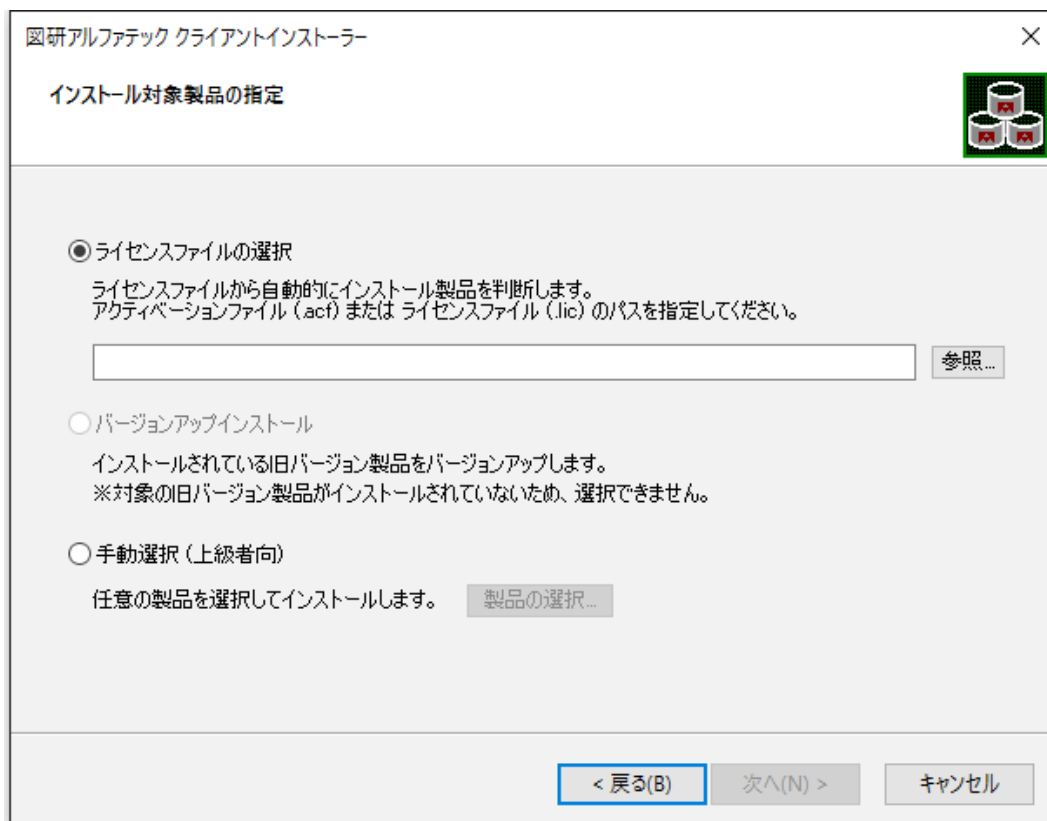 図研アルファテック クライアントインストーラー
インストール対象製品の指定
ライセンスファイルの選択
ライセンスファイルから自動的にインストール製品を判断します。
アクティベーションファイル (.acf) または ライセンスファイル (.lic) のパスを指定してください。
参照...
バージョンアップインストール
インストールされている旧バージョン製品をバージョンアップします。
※対象の旧バージョン製品がインストールされていないため、選択できません。
手動選択 (上級者向)
任意の製品を選択してインストールします。 製品の選択...
< 戻る(B) 次へ(N) > キャンセル